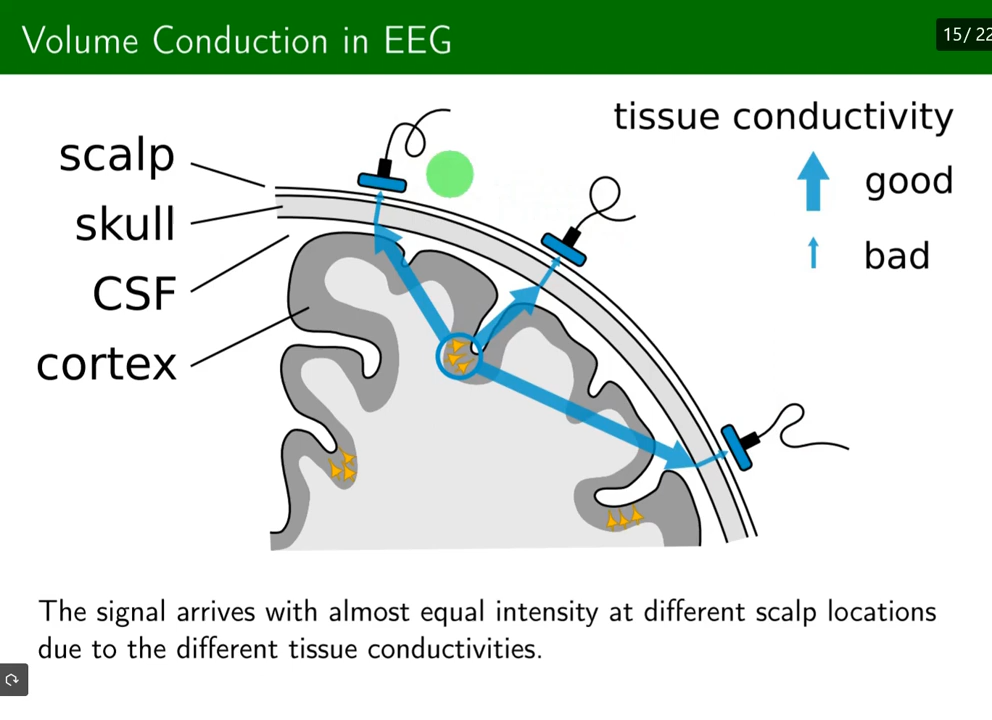 Volume Conduction in EEG
15/ 22
tissue conductivity
scalp
good
skull
bad
CSF
cortex
The signal arrives with almost equal intensity at different scalp locations
due to the different tissue conductivities.